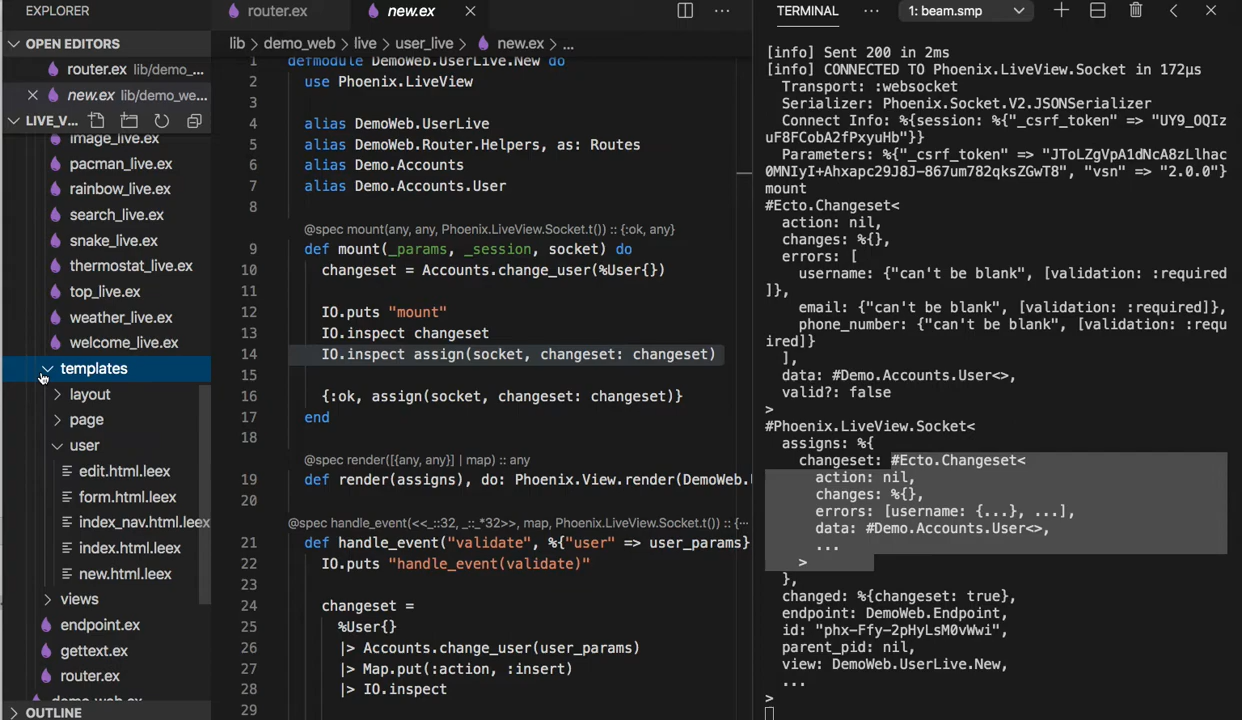 EXPLORER
OPEN EDITORS
router.ex lib/demo_...
new.ex lib/demo_we...
LIVE_V...
image_live.ex
pacman_live.ex
rainbow_live.ex
search_live.ex
snake_live.ex
thermostat_live.ex
top_live.ex
weather_live.ex
welcome_live.ex
templates
layout
page
user
edit.html.leex
form.html.leex
index_nav.html.leex
index.html.leex
new.html.leex
views
endpoint.ex
gettext.ex
router.ex
demo_web.ex
OUTLINE
router.ex
new.ex
lib > demo_web > live > user_live > new.ex > ...
1 defmodule DemoWeb.UserLive.New do
2 use Phoenix.LiveView
3
4 alias DemoWeb.UserLive
5 alias DemoWeb.Router.Helpers, as: Routes
6 alias Demo.Accounts
7 alias Demo.Accounts.User
8
@spec mount(any, any, Phoenix.LiveView.Socket.t()) :: {:ok, any}
9 def mount(_params, _session, socket) do
10 changeset = Accounts.change_user(%User{})
11
12 IO.puts "mount"
13 IO.inspect changeset
14 IO.inspect assign(socket, changeset: changeset)
15
16 {:ok, assign(socket, changeset: changeset)}
17 end
18
@spec render([{any, any}] | map) :: any
19 def render(assigns), do: Phoenix.View.render(DemoWeb.
20
@spec handle_event(<<_::32, _::_*32>>, map, Phoenix.LiveView.Socket.t()) :: {:...
21 def handle_event("validate", %{"user" => user_params}
22 IO.puts "handle_event(validate)"
23
24 changeset =
25 %User{}
26 |> Accounts.change_user(user_params)
27 |> Map.put(:action, :insert)
28 |> IO.inspect
29
TERMINAL
...
1: beam.smp
[info] Sent 200 in 2ms
[info] CONNECTED TO Phoenix.LiveView.Socket in 172µs
Transport: :websocket
Serializer: Phoenix.Socket.V2.JSONSerializer
Connect Info: %{session: %{"_csrf_token" => "UY9_OQIz
uF8FCobA2fPxyuHb"}}
Parameters: %{"_csrf_token" => "JToLZgVpA1dNcA8zLlhac
0MNIyI+Ahxapc29J8J-867um782qksZGwT8", "vsn" => "2.0.0"}
mount
#Ecto.Changeset<
action: nil,
changes: %{},
errors: [
username: {"can't be blank", [validation: :required
]},
email: {"can't be blank", [validation: :required]},
phone_number: {"can't be blank", [validation: :requ
ired]}
],
data: #Demo.Accounts.User<>,
valid?: false
>
#Phoenix.LiveView.Socket<
assigns: %{
changeset: #Ecto.Changeset<
action: nil,
changes: %{},
errors: [username: {...}, ...],
data: #Demo.Accounts.User<>,
...
>
},
changed: %{changeset: true},
endpoint: DemoWeb.Endpoint,
id: "phx-Ffy-2pHyLsM0vWwi",
parent_pid: nil,
view: DemoWeb.UserLive.New,
...
>